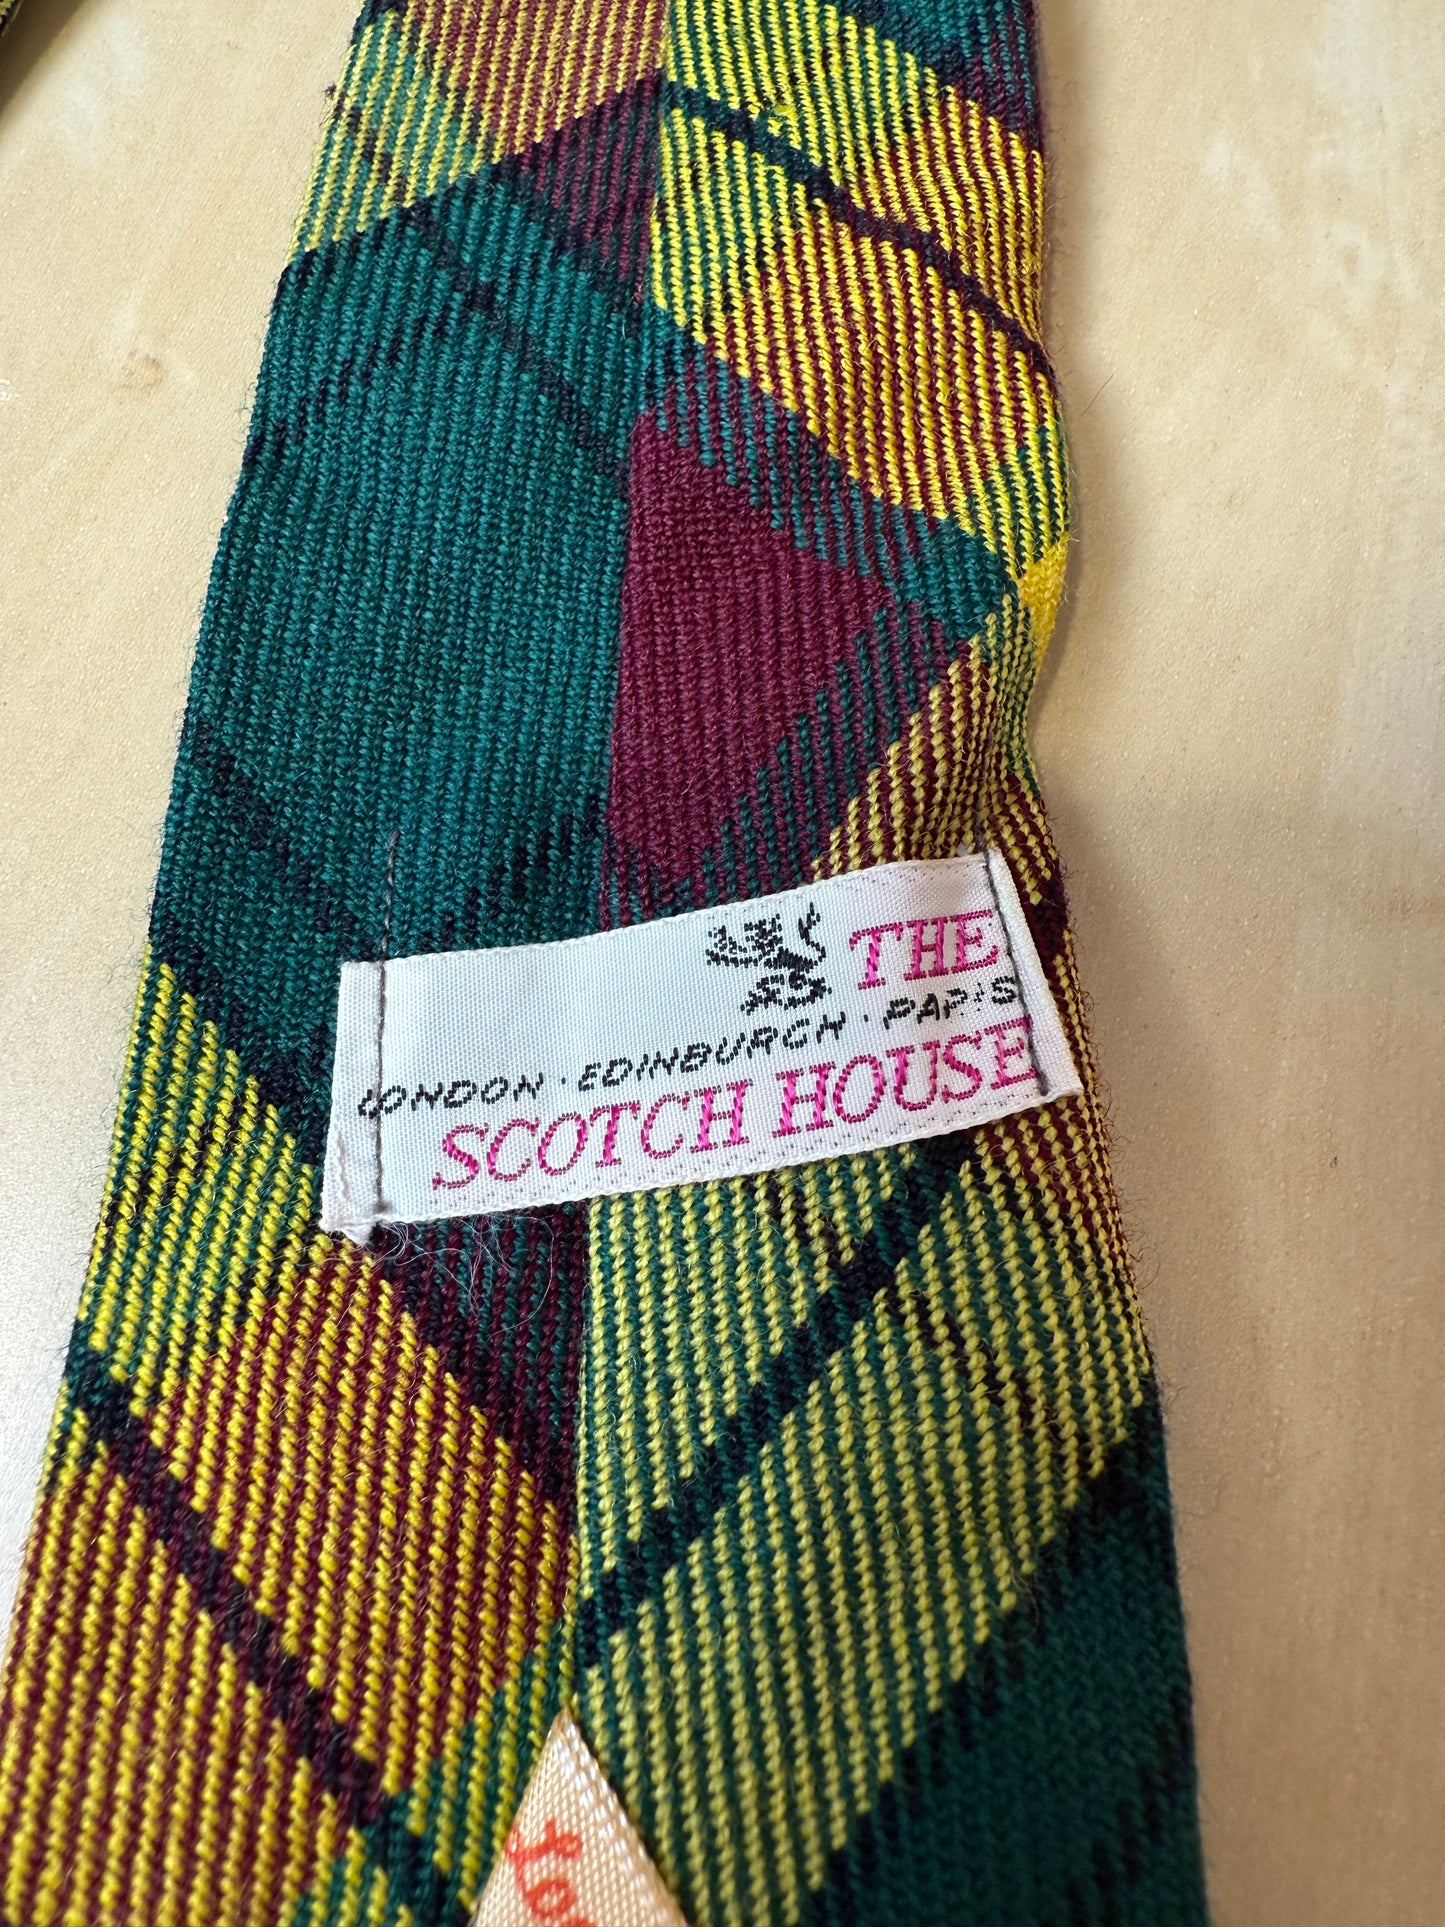 THE
LONDON · EDINBURGH · PARIS
SCOTCH HOUSE